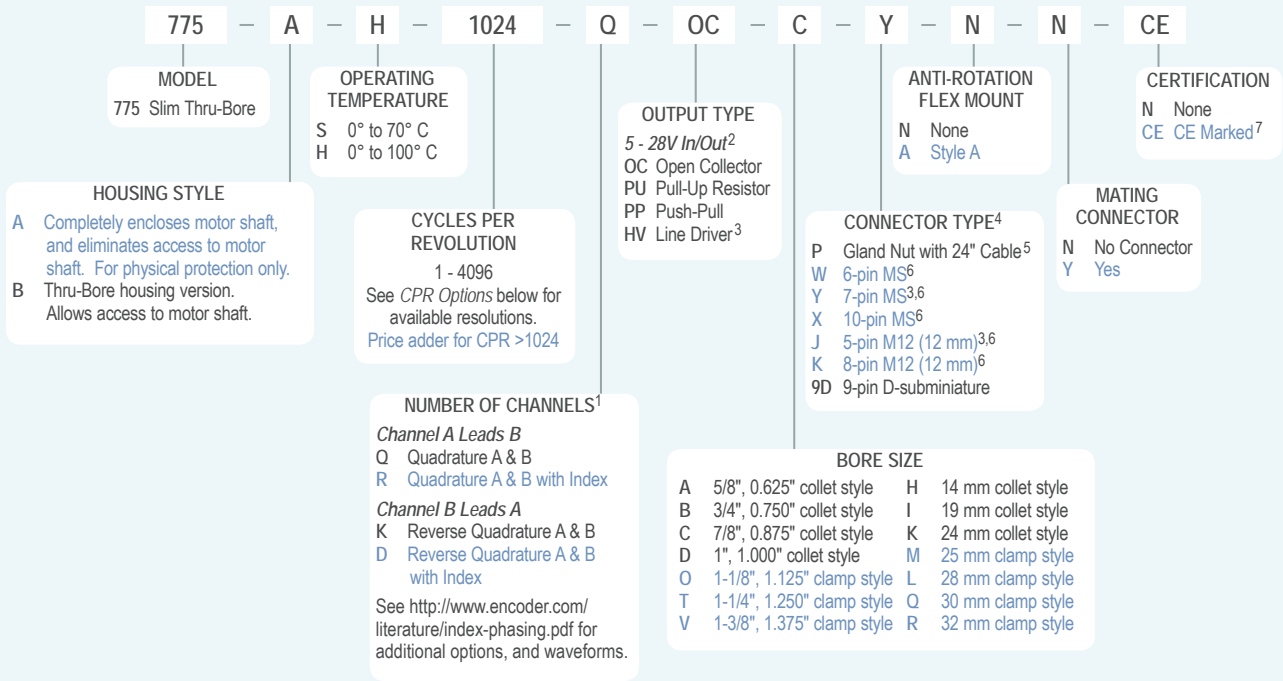 775 – A – H – 1024 – Q – OC – C – Y – N – N – CE
MODEL
775 Slim Thru-Bore
OPERATING
TEMPERATURE
S 0° to 70° C
H 0° to 100° C
HOUSING STYLE
A Completely encloses motor shaft,
and eliminates access to motor
shaft. For physical protection only.
B Thru-Bore housing version.
Allows access to motor shaft.
CYCLES PER
REVOLUTION
1 - 4096
See CPR Options below for
available resolutions.
Price adder for CPR >1024
NUMBER OF CHANNELS1
Channel A Leads B
Q Quadrature A & B
R Quadrature A & B with Index
Channel B Leads A
K Reverse Quadrature A & B
D Reverse Quadrature A & B
with Index
See http://www.encoder.com/
literature/index-phasing.pdf for
additional options, and waveforms.
OUTPUT TYPE
5 - 28V In/Out2
OC Open Collector
PU Pull-Up Resistor
PP Push-Pull
HV Line Driver3
BORE SIZE
A 5/8", 0.625" collet style H 14 mm collet style
B 3/4", 0.750" collet style I 19 mm collet style
C 7/8", 0.875" collet style K 24 mm collet style
D 1", 1.000" collet style M 25 mm clamp style
O 1-1/8", 1.125" clamp style L 28 mm clamp style
T 1-1/4", 1.250" clamp style Q 30 mm clamp style
V 1-3/8", 1.375" clamp style R 32 mm clamp style
CONNECTOR TYPE4
P Gland Nut with 24" Cable5
W 6-pin MS6
Y 7-pin MS3,6
X 10-pin MS6
J 5-pin M12 (12 mm)3,6
K 8-pin M12 (12 mm)6
9D 9-pin D-subminiature
ANTI-ROTATION
FLEX MOUNT
N None
A Style A
MATING
CONNECTOR
N No Connector
Y Yes
CERTIFICATION
N None
CE CE Marked7